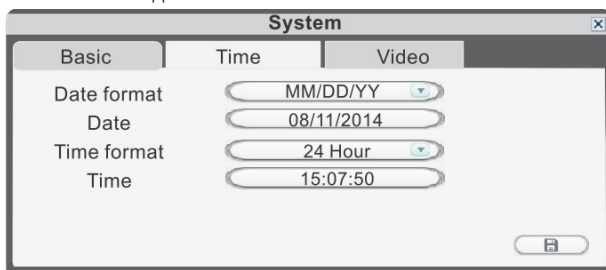 System
Basic Time Video
Date format MM/DD/YY
Date 08/11/2014
Time format 24 Hour
Time 15:07:50